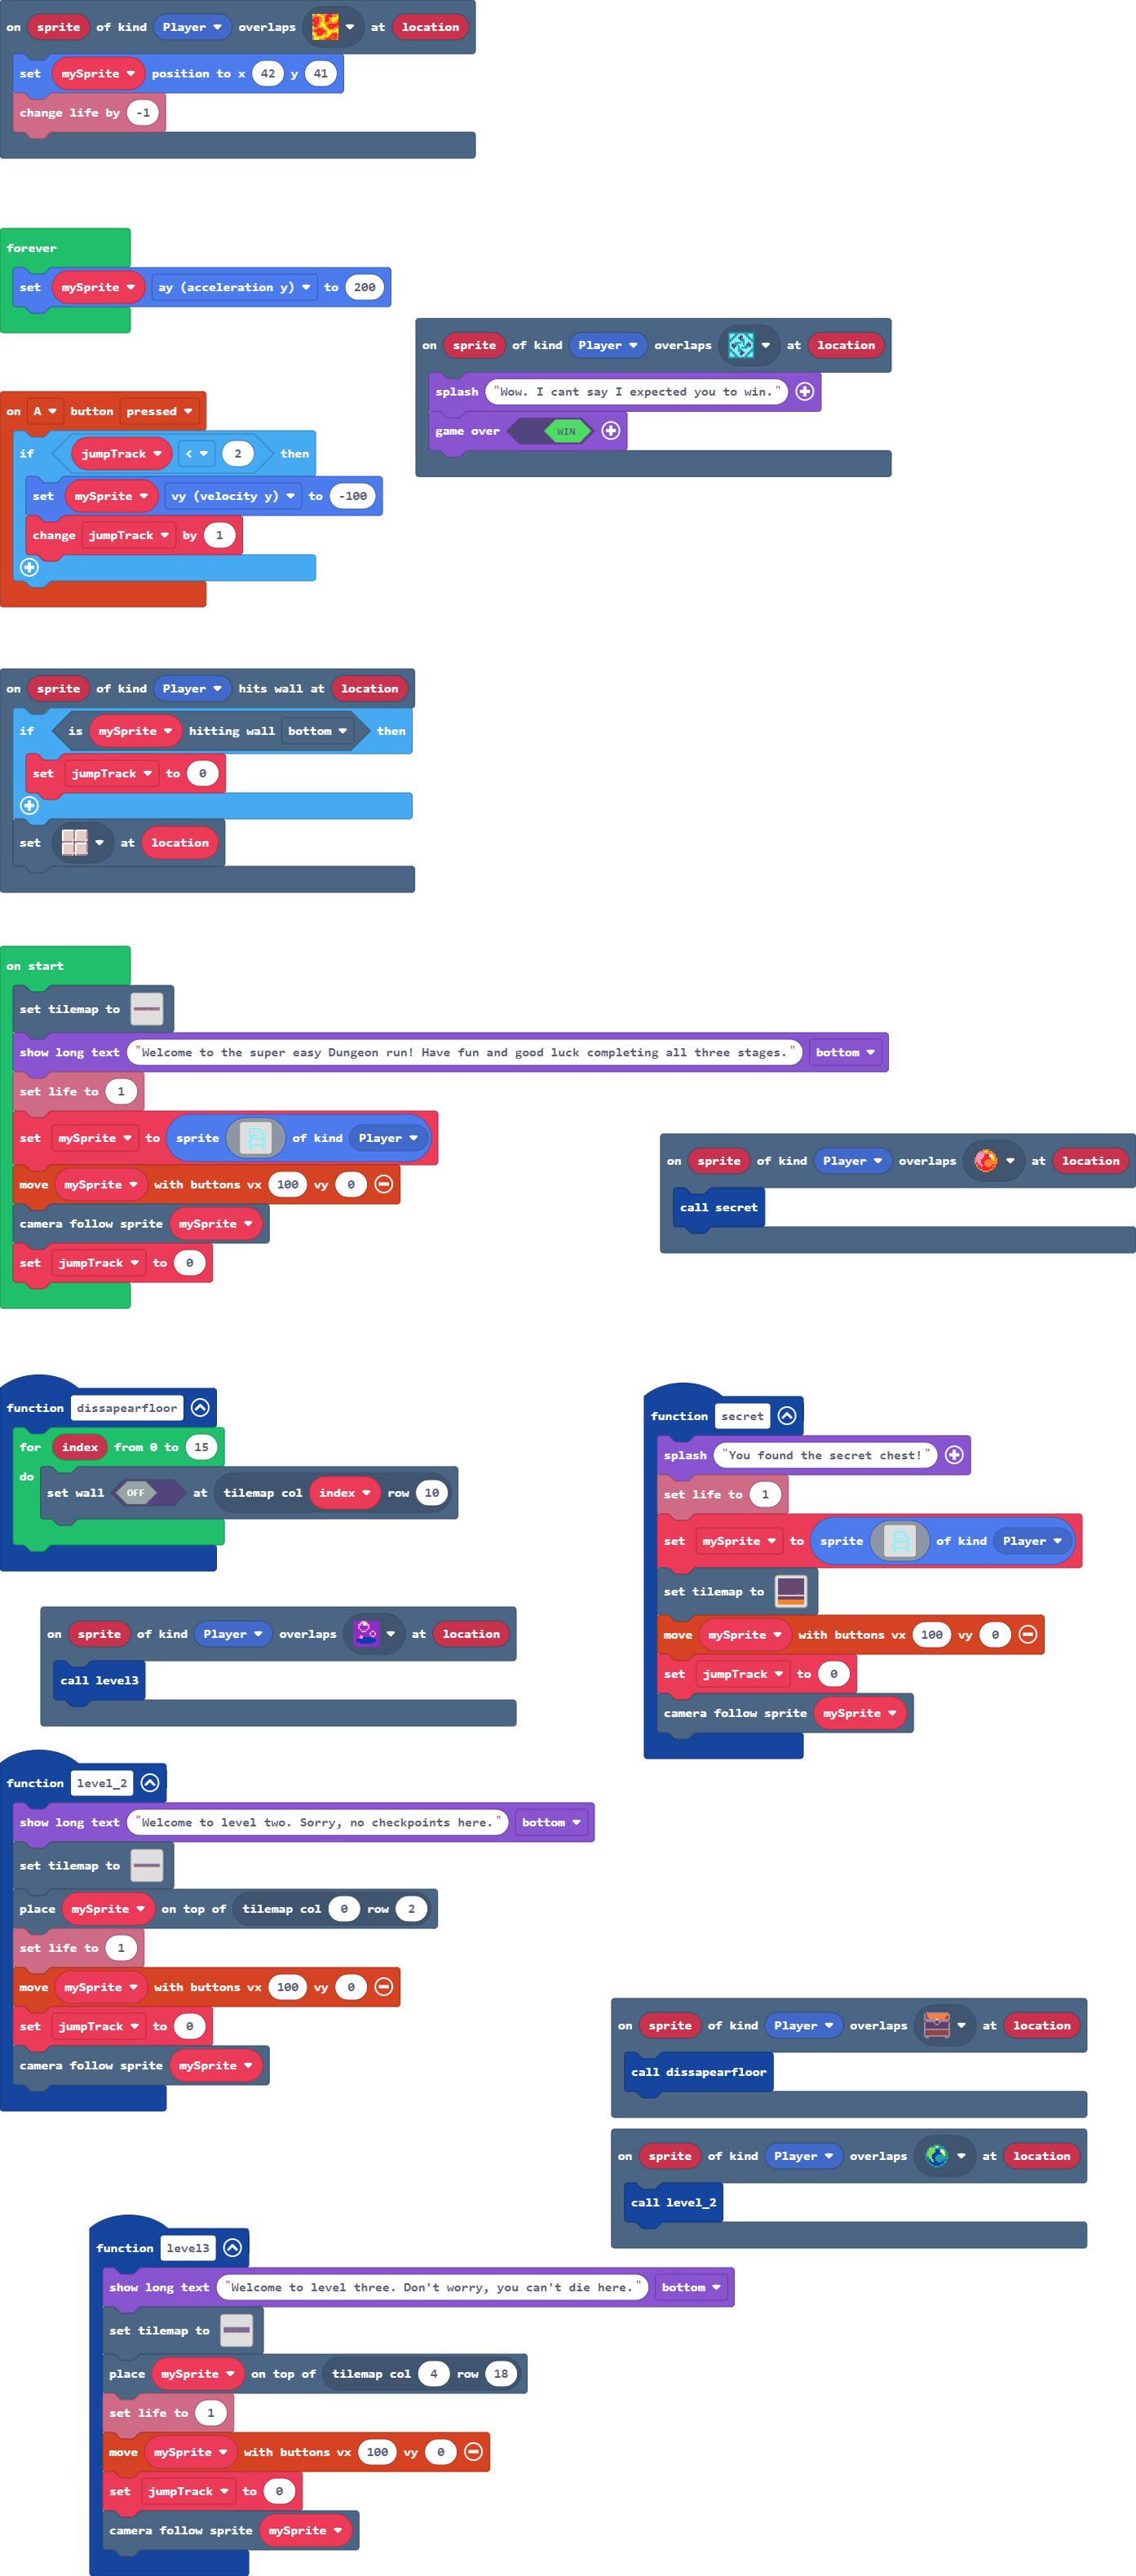 on sprite of kind Player overlaps at location
set mySprite position to x 42 y 41
change life by -1
forever
set mySprite ay (acceleration y) to 200
on sprite of kind Player overlaps at location
splash "Wow. I cant say I expected you to win."
game over WIN
on A button pressed
if jumpTrack < 2 then
set mySprite vy (velocity y) to -100
change jumpTrack by 1
on sprite of kind Player hits wall at location
if is mySprite hitting wall bottom then
set jumpTrack to 0
set at location
on start
set tilemap to
show long text "Welcome to the super easy Dungeon run! Have fun and good luck completing all three stages." bottom
set life to 1
set mySprite to sprite of kind Player
move mySprite with buttons vx 100 vy 0
camera follow sprite mySprite
set jumpTrack to 0
on sprite of kind Player overlaps at location
call secret
function dissapearfloor
for index from 0 to 15
do
set wall OFF at tilemap col index row 10
function secret
splash "You found the secret chest!"
set life to 1
set mySprite to sprite of kind Player
set tilemap to
move mySprite with buttons vx 100 vy 0
set jumpTrack to 0
camera follow sprite mySprite
on sprite of kind Player overlaps at location
call level3
function level_2
show long text "Welcome to level two. Sorry, no checkpoints here." bottom
set tilemap to
place mySprite on top of tilemap col 0 row 2
set life to 1
move mySprite with buttons vx 100 vy 0
set jumpTrack to 0
camera follow sprite mySprite
on sprite of kind Player overlaps at location
call dissapearfloor
on sprite of kind Player overlaps at location
call level_2
function level3
show long text "Welcome to level three. Don't worry, you can't die here." bottom
set tilemap to
place mySprite on top of tilemap col 4 row 18
set life to 1
move mySprite with buttons vx 100 vy 0
set jumpTrack to 0
camera follow sprite mySprite